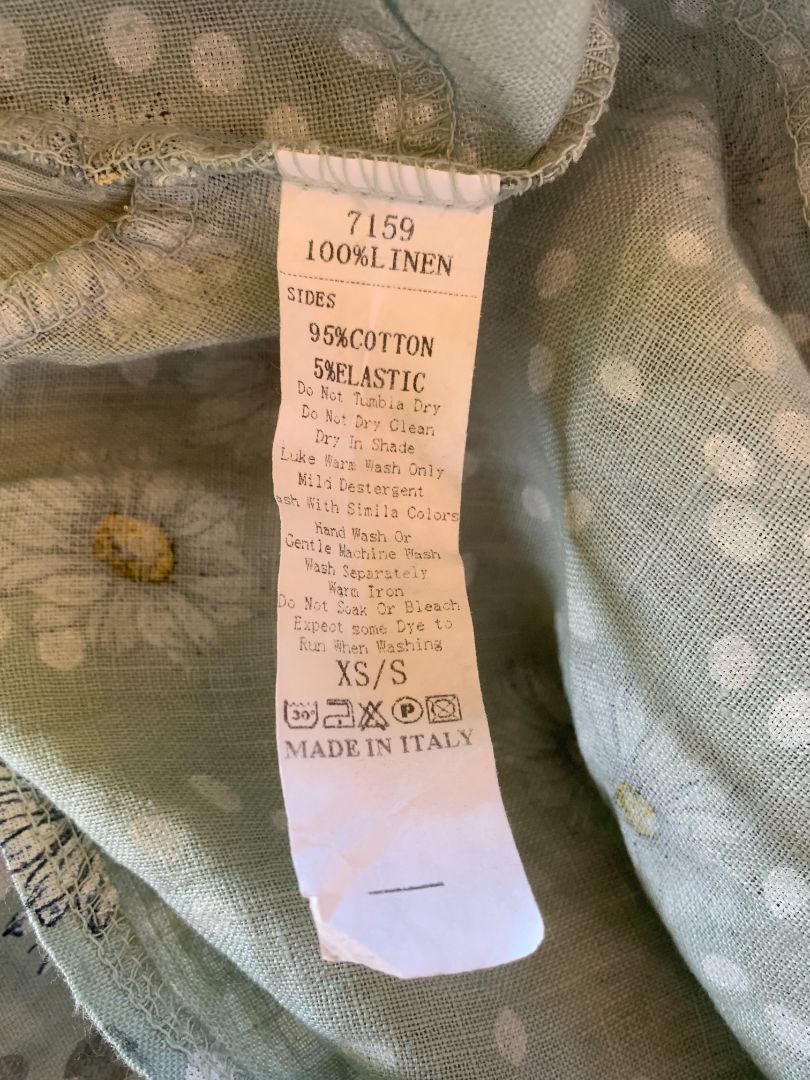 7159
100%LINEN
SIDES
95%COTTON
5%ELASTIC
Do Not Tumbla Dry
Do Not Dry Clean
Dry In Shade
Luke Warm Wash Only
Mild Destergent
ash With Simila Colors
Hand Wash Or
Gentle Machine Wash
Wash Separately
Warm Iron
Do Not Soak Or Bleach
Expect some Dye to
Run When Washing
XS/S
30° P
MADE IN ITALY